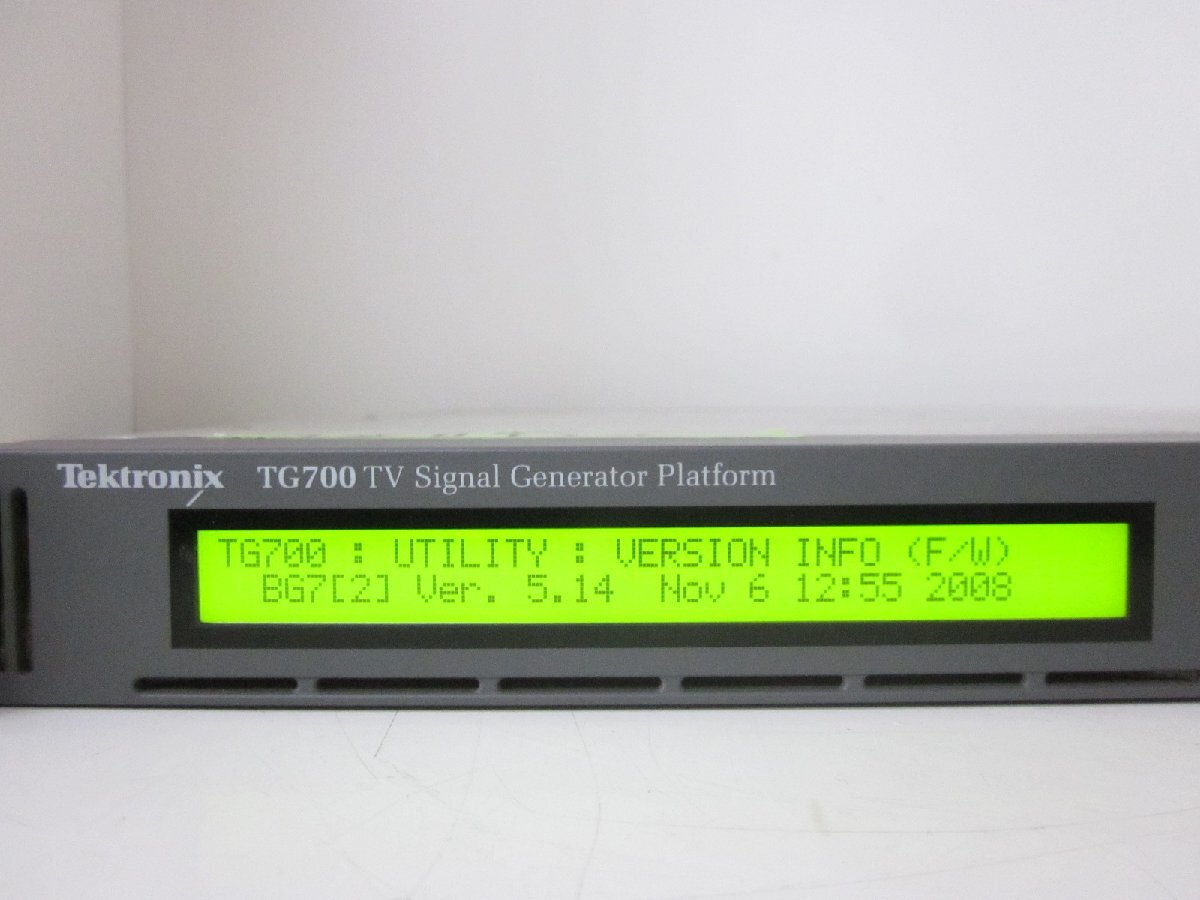 Tektronix TG700 TV Signal Generator Platform
TG700 : UTILITY : VERSION INFO (F/W)
BG7[2] Ver. 5.14 Nov 6 12:55 2008